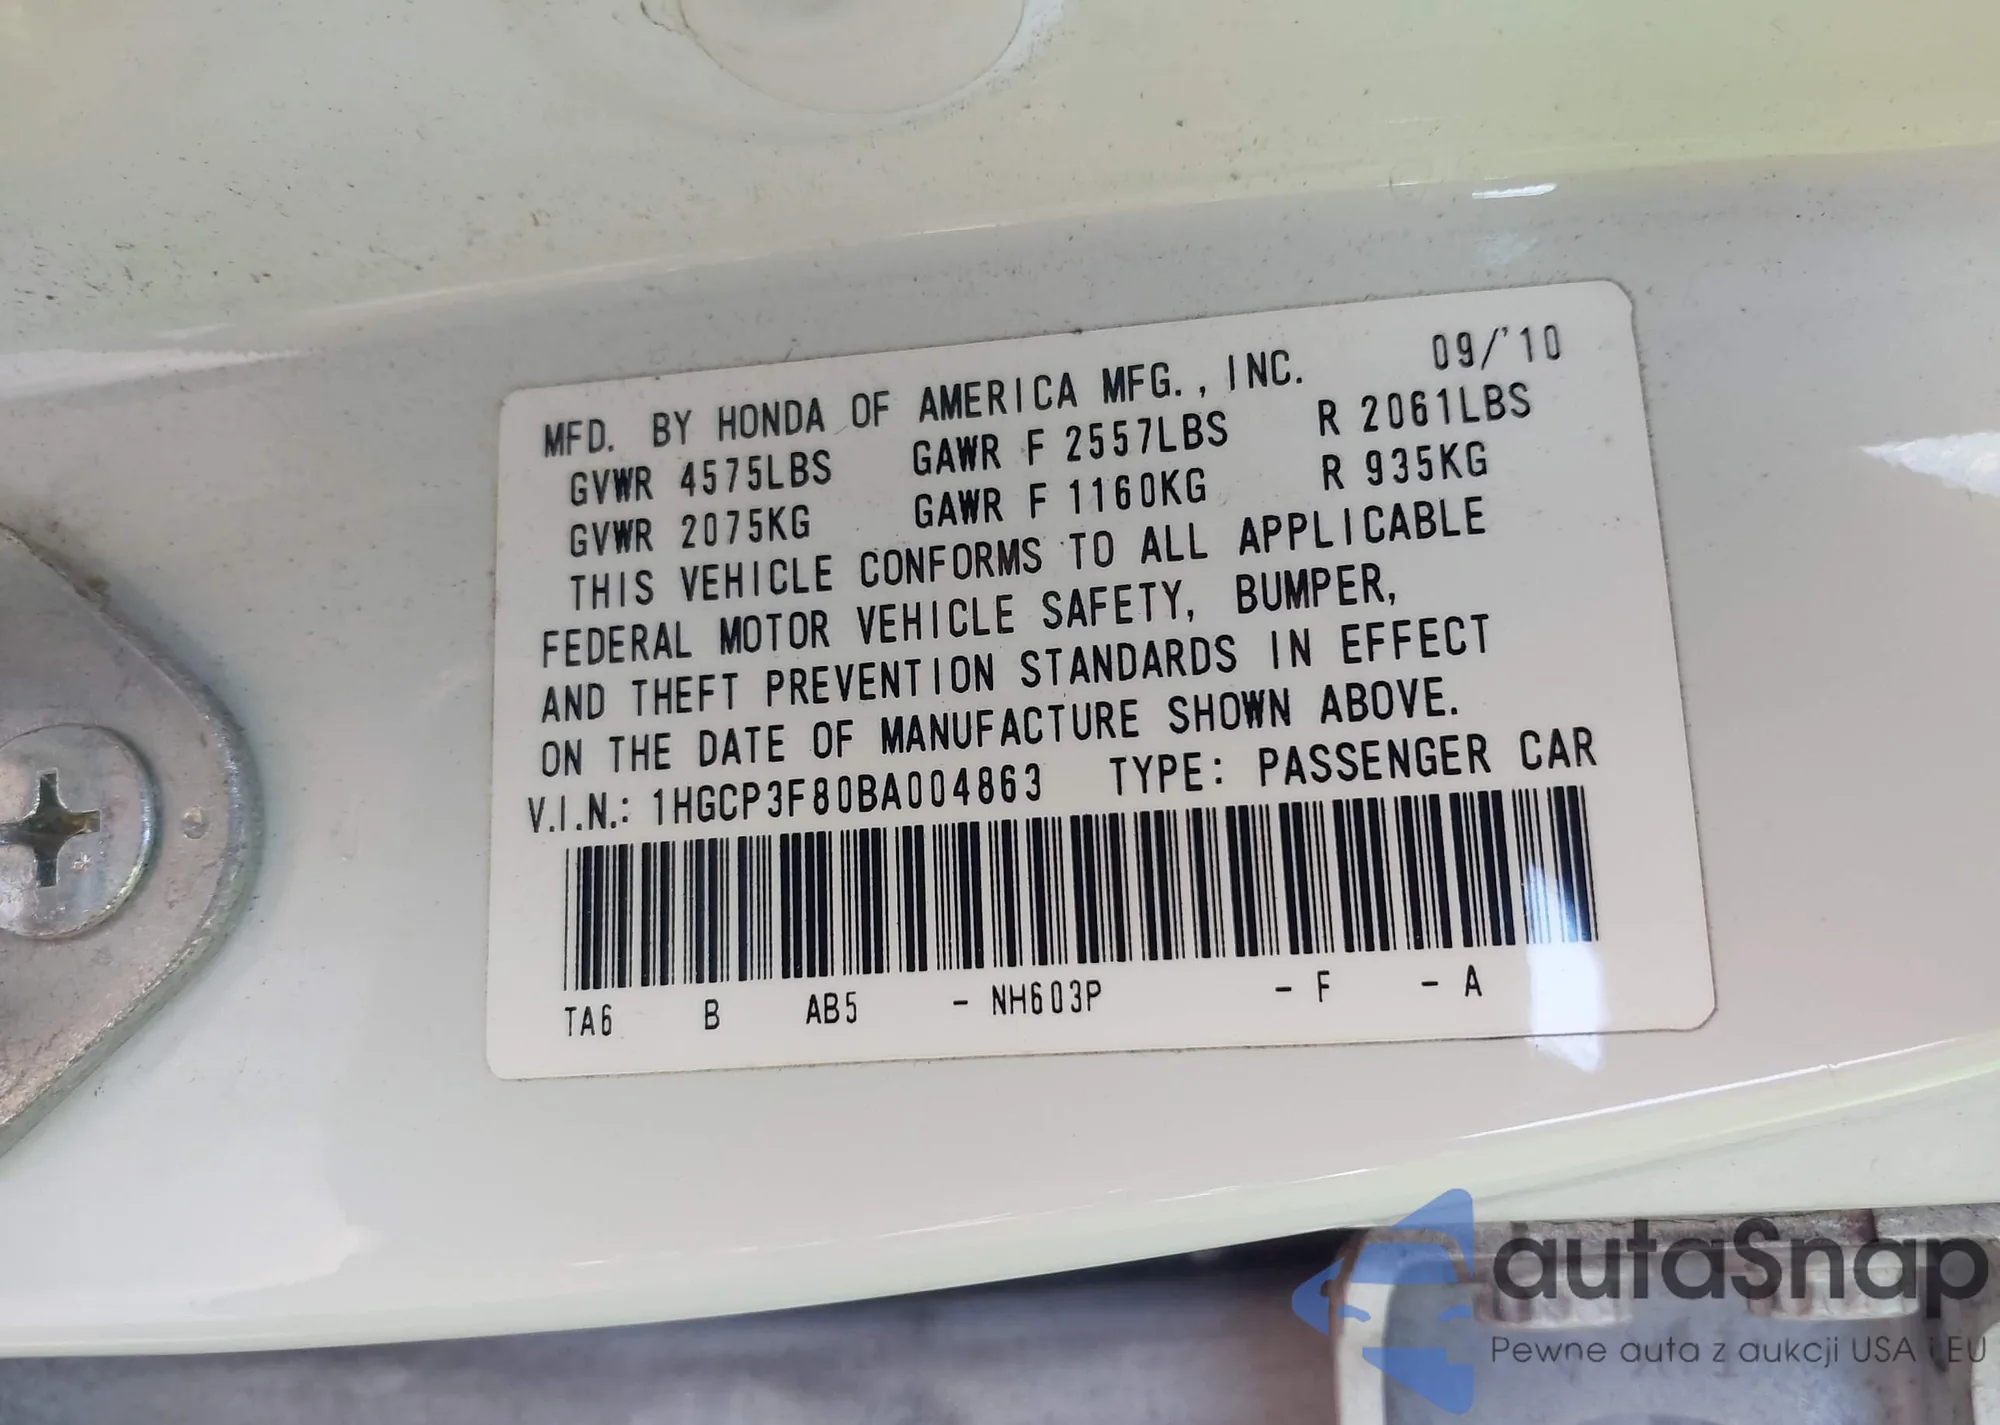 MFD. BY HONDA OF AMERICA MFG., INC. 09/'10
GVWR 4575LBS GAWR F 2557LBS R 2061LBS
GVWR 2075KG GAWR F 1160KG R 935KG
THIS VEHICLE CONFORMS TO ALL APPLICABLE
FEDERAL MOTOR VEHICLE SAFETY, BUMPER,
AND THEFT PREVENTION STANDARDS IN EFFECT
ON THE DATE OF MANUFACTURE SHOWN ABOVE.
V.I.N.: 1HGCP3F80BA004863 TYPE: PASSENGER CAR
TA6 B AB5 - NH603P - F - A
autaSnap
Pewne auta z aukcji USA i EU